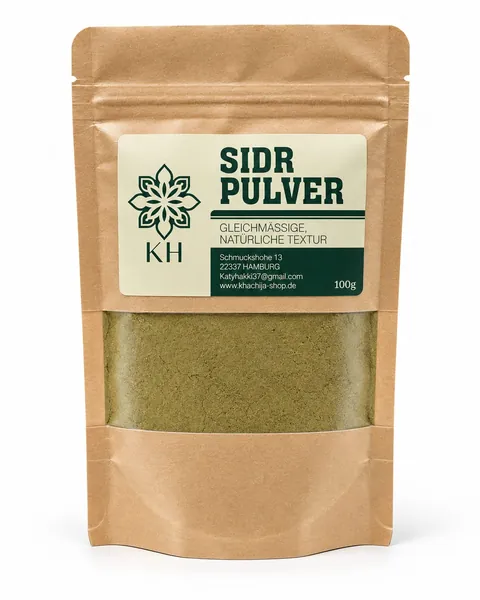 SIDR
PULVER
GLEICHMÄSSIGE,
NATÜRLICHE TEXTUR
KH
Schmuckshohe 13
22337 HAMBURG
Katyhakki37@gmail.com
www.khachija-shop.de
100g